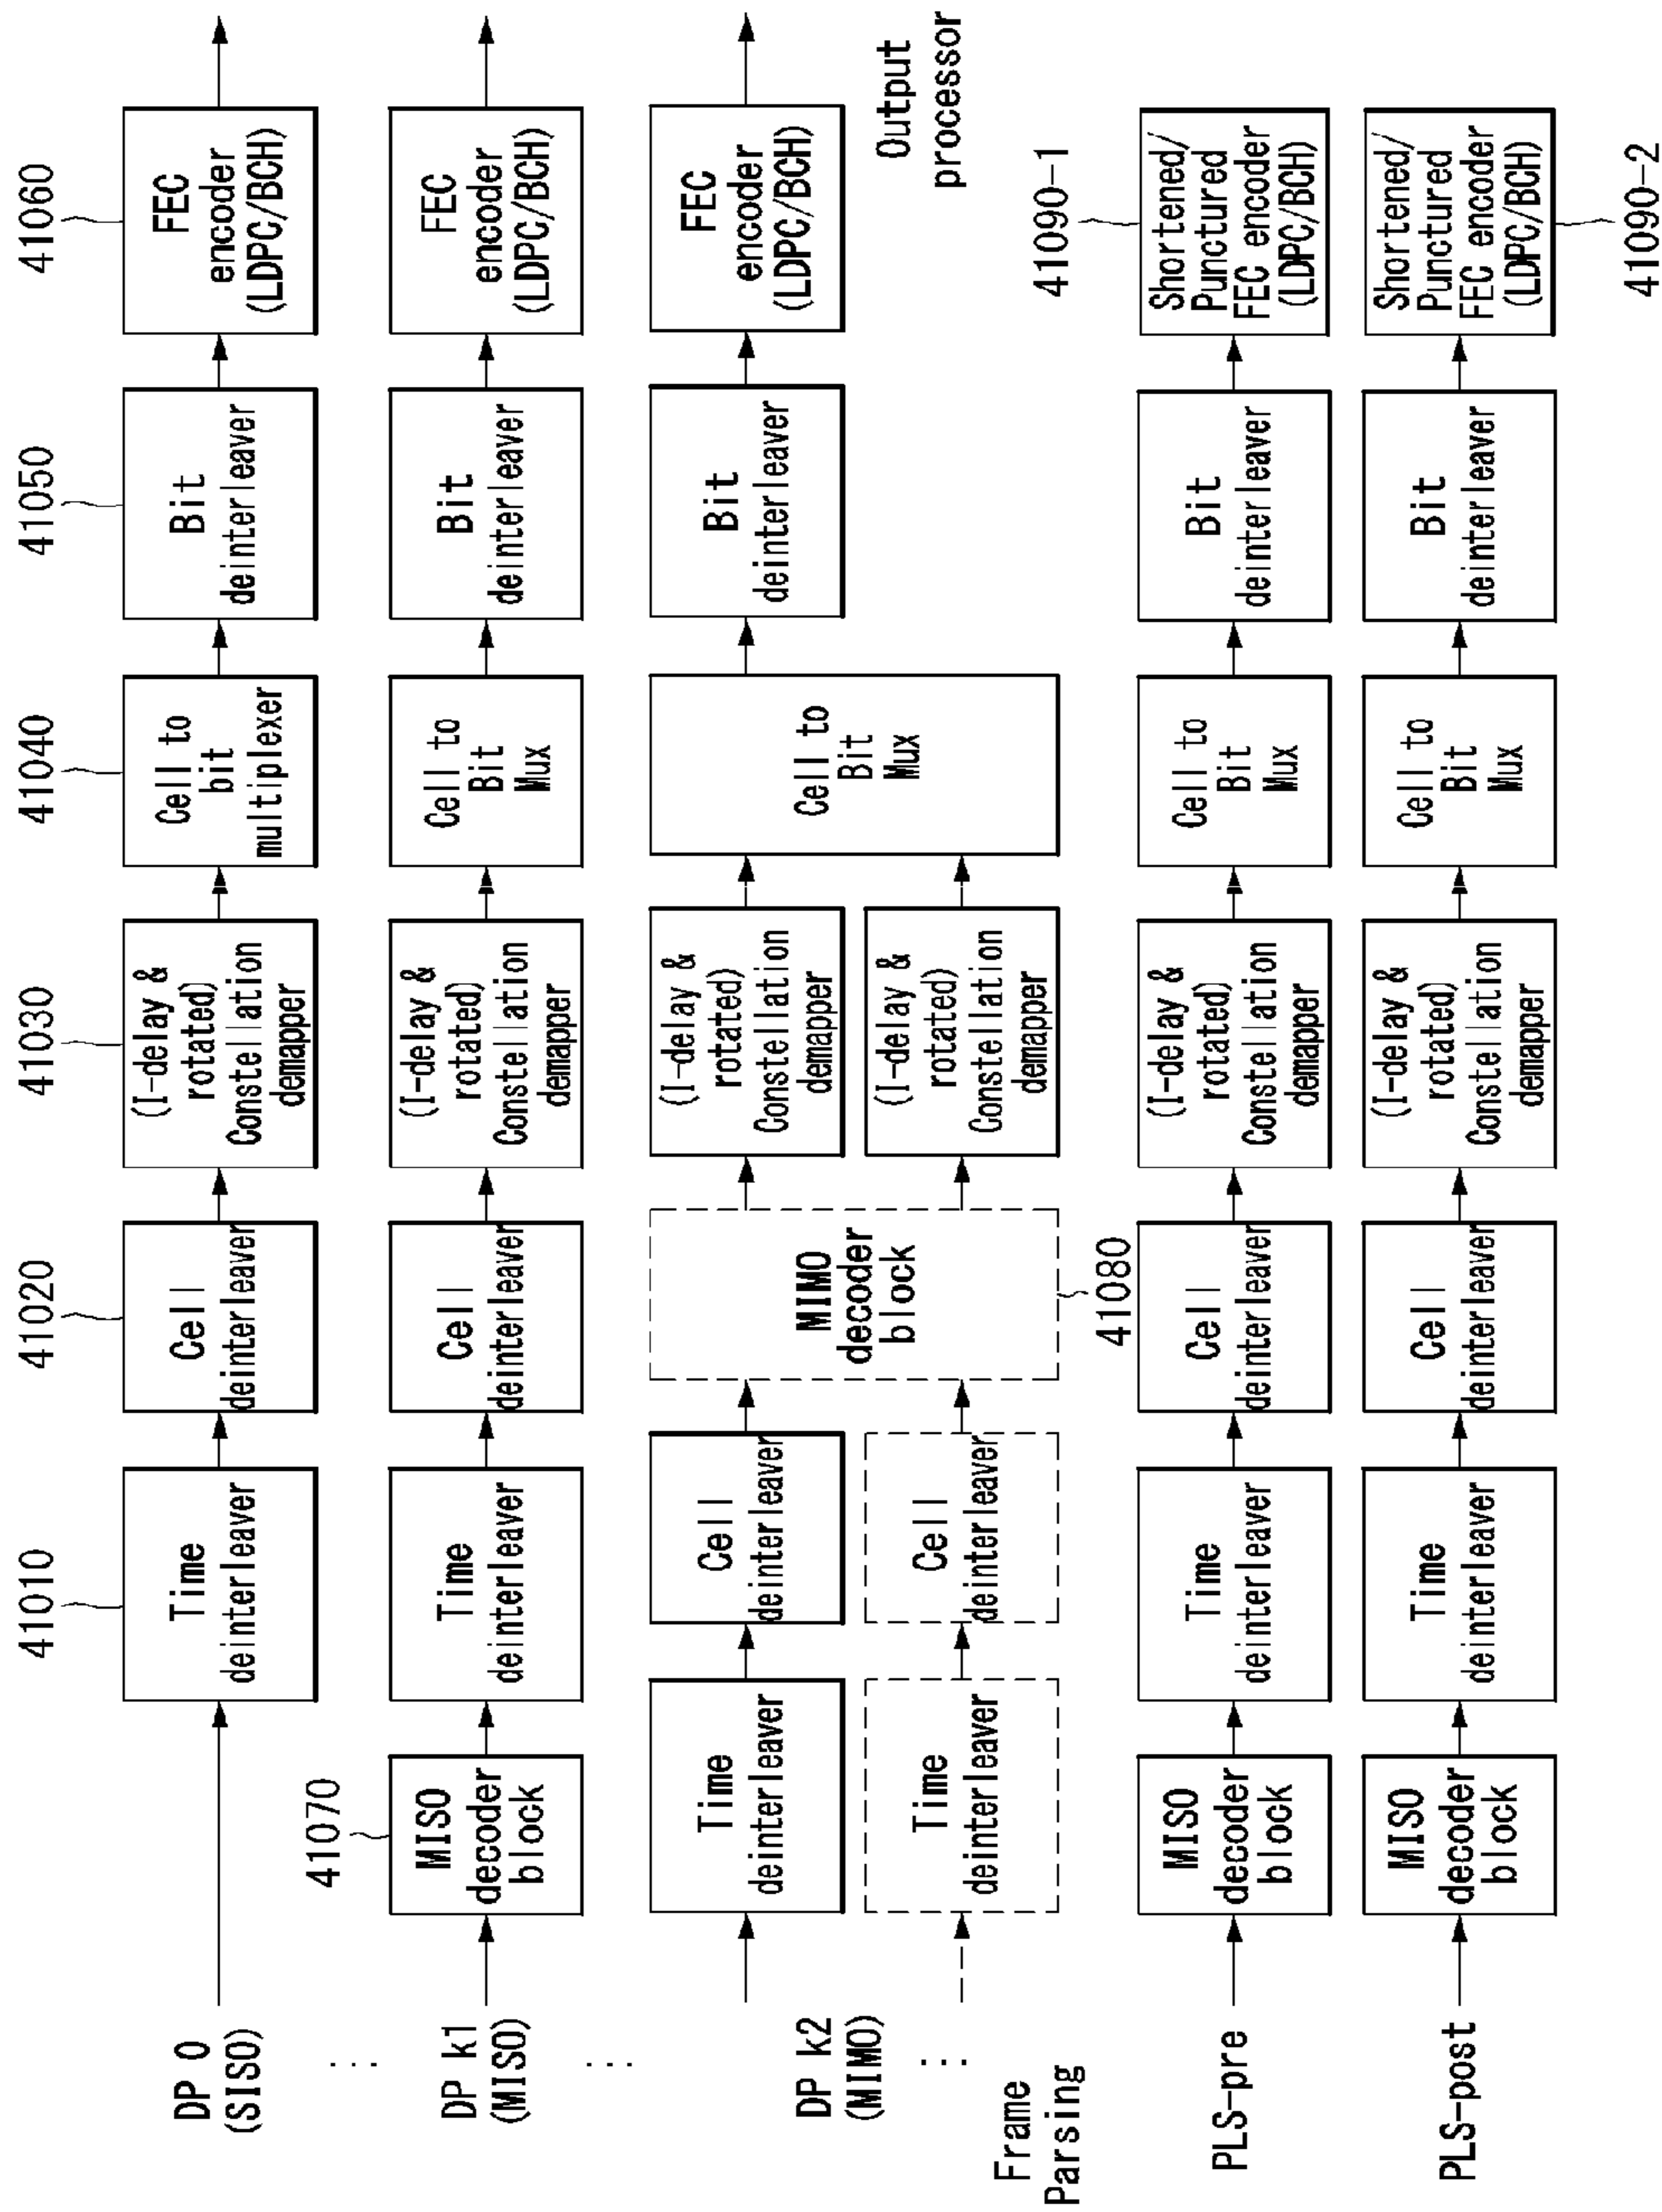 41010
41020
41030
41040
41050
41060
DP 0
(SISO)
Time
deinterleaver
Cell
deinterleaver
(I-delay &
rotated)
Constellation
demapper
Cell to
bit
multiplexer
Bit
deinterleaver
FEC
encoder
(LDPC/BCH)
...
41070
DP k1
(MISO)
MISO
decoder
block
Time
deinterleaver
Cell
deinterleaver
(I-delay &
rotated)
Constellation
demapper
Cell to
Bit
Mux
Bit
deinterleaver
FEC
encoder
(LDPC/BCH)
...
DP k2
(MIMO)
Time
deinterleaver
Cell
deinterleaver
Time
deinterleaver
Cell
deinterleaver
MIMO
decoder
block
41080
(I-delay &
rotated)
Constellation
demapper
(I-delay &
rotated)
Constellation
demapper
Cell to
Bit
Mux
Bit
deinterleaver
FEC
encoder
(LDPC/BCH)
...
Frame
Parsing
Output
processor
41090-1
PLS-pre
MISO
decoder
block
Time
deinterleaver
Cell
deinterleaver
(I-delay &
rotated)
Constellation
demapper
Cell to
Bit
Mux
Bit
deinterleaver
Shortened/
Punctured
FEC encoder
(LDPC/BCH)
PLS-post
MISO
decoder
block
Time
deinterleaver
Cell
deinterleaver
(I-delay &
rotated)
Constellation
demapper
Cell to
Bit
Mux
Bit
deinterleaver
Shortened/
Punctured
FEC encoder
(LDPC/BCH)
41090-2